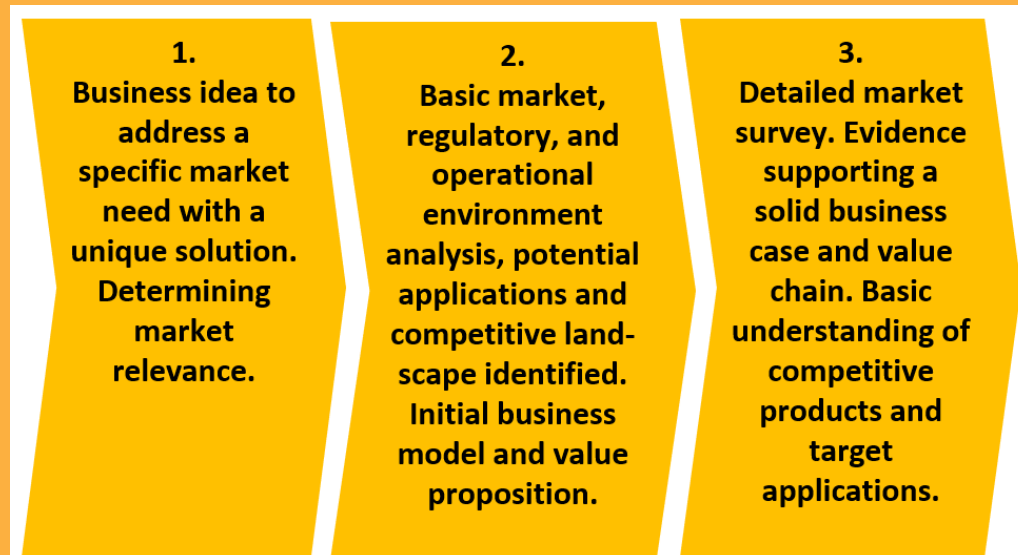 1.
Business idea to
address a
specific market
need with a
unique solution.
Determining
market
relevance.
2.
Basic market,
regulatory, and
operational
environment
analysis, potential
applications and
competitive land-
scape identified.
Initial business
model and value
proposition.
3.
Detailed market
survey. Evidence
supporting a
solid business
case and value
chain. Basic
understanding of
competitive
products and
target
applications.